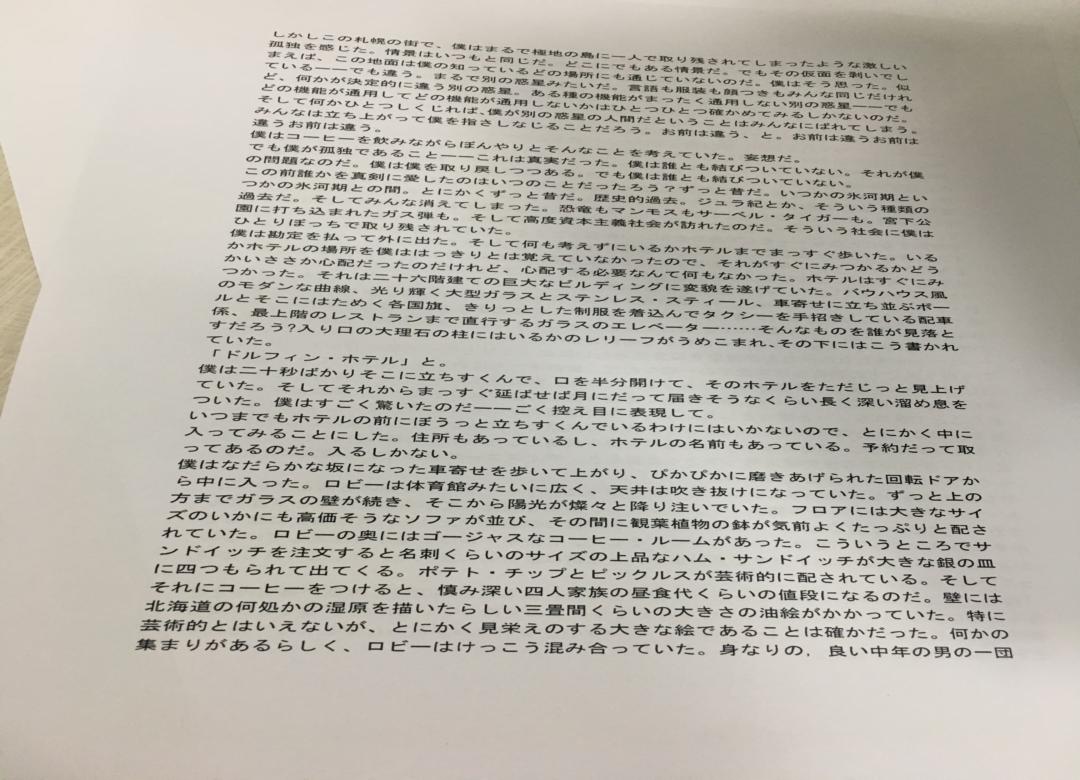 しかしこの札幌の街で、僕はまるで極地の島に一人で取り残されてしまったような激しい
孤独を感じた。情景はいつもと同じだ。どこにでもある情景だ。でもその仮面を剥いでし
まえば、この地面は僕の知っているどの場所にも通じていないのだ。僕はそう思った。似
ている——でも違う。まるで別の惑星みたいだ。言語も服装も顔つきもみんな同じだけれ
ど、何かが決定的に違う別の惑星。ある種の機能がまったく通用しない別の惑星——でも
どの機能が通用してどの機能が通用しないかはひとつひとつ確かめてみるしかないのだ。
そして何かひとつしくじれば、僕が別の惑星の人間だということはみんなにばれてしまう。
みんなは立ち上がって僕を指さしなじることだろう。お前は違う、と。お前は違うお前は
違うお前は違う。
僕はコーヒーを飲みながらぼんやりとそんなことを考えていた。妄想だ。
でも僕が孤独であること——これは真実だった。僕は誰とも結びついていない。それが僕
の問題なのだ。僕は僕を取り戻しつつある。でも僕は誰とも結びついていない。
この前誰かを真剣に愛したのはいつのことだったろう?ずっと昔だ。いつかの氷河期とい
つかの氷河期との間。とにかくずっと昔だ。歴史的過去。ジュラ紀とか、そういう種類の
過去だ。そしてみんな消えてしまった。恐竜もマンモスもサーベル・タイガーも。宮下公
園に打ち込まれたガス弾も。そして高度資本主義社会が訪れたのだ。そういう社会に僕は
ひとりぼっちで取り残されていた。
僕は勘定を払って外に出た。そして何も考えずにいるかホテルまでまっすぐ歩いた。いる
かホテルの場所を僕ははっきりとは覚えていなかったので、それがすぐにみつかるかどう
かいささか心配だったのだけれど、心配する必要なんて何もなかった。ホテルはすぐにみ
つかった。それは二十六階建ての巨大なビルディングに変貌を遂げていた。バウハウス風
のモダンな曲線、光り輝く大型ガラスとステンレス・スティール、車寄せに立ち並ぶポー
ルとそこにはためく各国旗、きりっとした制服を着込んでタクシーを手招きしている配車
係、最上階のレストランまで直行するガラスのエレベーター……そんなものを誰が見落と
すだろう?入り口の大理石の柱にはいるかのレリーフがうめこまれ、その下にはこう書かれ
ていた。
「ドルフィン・ホテル」と。
僕は二十秒ばかりそこに立ちすくんで、口を半分開けて、そのホテルをただじっと見上げ
ていた。そしてそれからまっすぐ延ばせば月にだって届きそうなくらい長く深い溜め息を
ついた。僕はすごく驚いたのだ——ごく控え目に表現して。
いつまでもホテルの前にぼうっと立ちすくんでいるわけにはいかないので、とにかく中に
入ってみることにした。住所もあっているし、ホテルの名前もあっている。予約だって取
ってあるのだ。入るしかない。
僕はなだらかな坂になった車寄せを歩いて上がり、ぴかぴかに磨きあげられた回転ドアか
ら中に入った。ロビーは体育館みたいに広く、天井は吹き抜けになっていた。ずっと上の
方までガラスの壁が続き、そこから陽光が燦々と降り注いでいた。フロアには大きなサイ
ズのいかにも高価そうなソファが並び、その間に観葉植物の鉢が気前よくたっぷりと配さ
れていた。ロビーの奥にはゴージャスなコーヒー・ルームがあった。こういうところでサ
ンドイッチを注文すると名刺くらいのサイズの上品なハム・サンドイッチが大きな銀の皿
に四つもられて出てくる。ポテト・チップとピックルスが芸術的に配されている。そして
それにコーヒーをつけると、慎み深い四人家族の昼食代くらいの値段になるのだ。壁には
北海道の何処かの湿原を描いたらしい三畳間くらいの大きさの油絵がかかっていた。特に
芸術的とはいえないが、とにかく見栄えのする大きな絵であることは確かだった。何かの
集まりがあるらしく、ロビーはけっこう混み合っていた。身なりの, 良い中年の男の一団